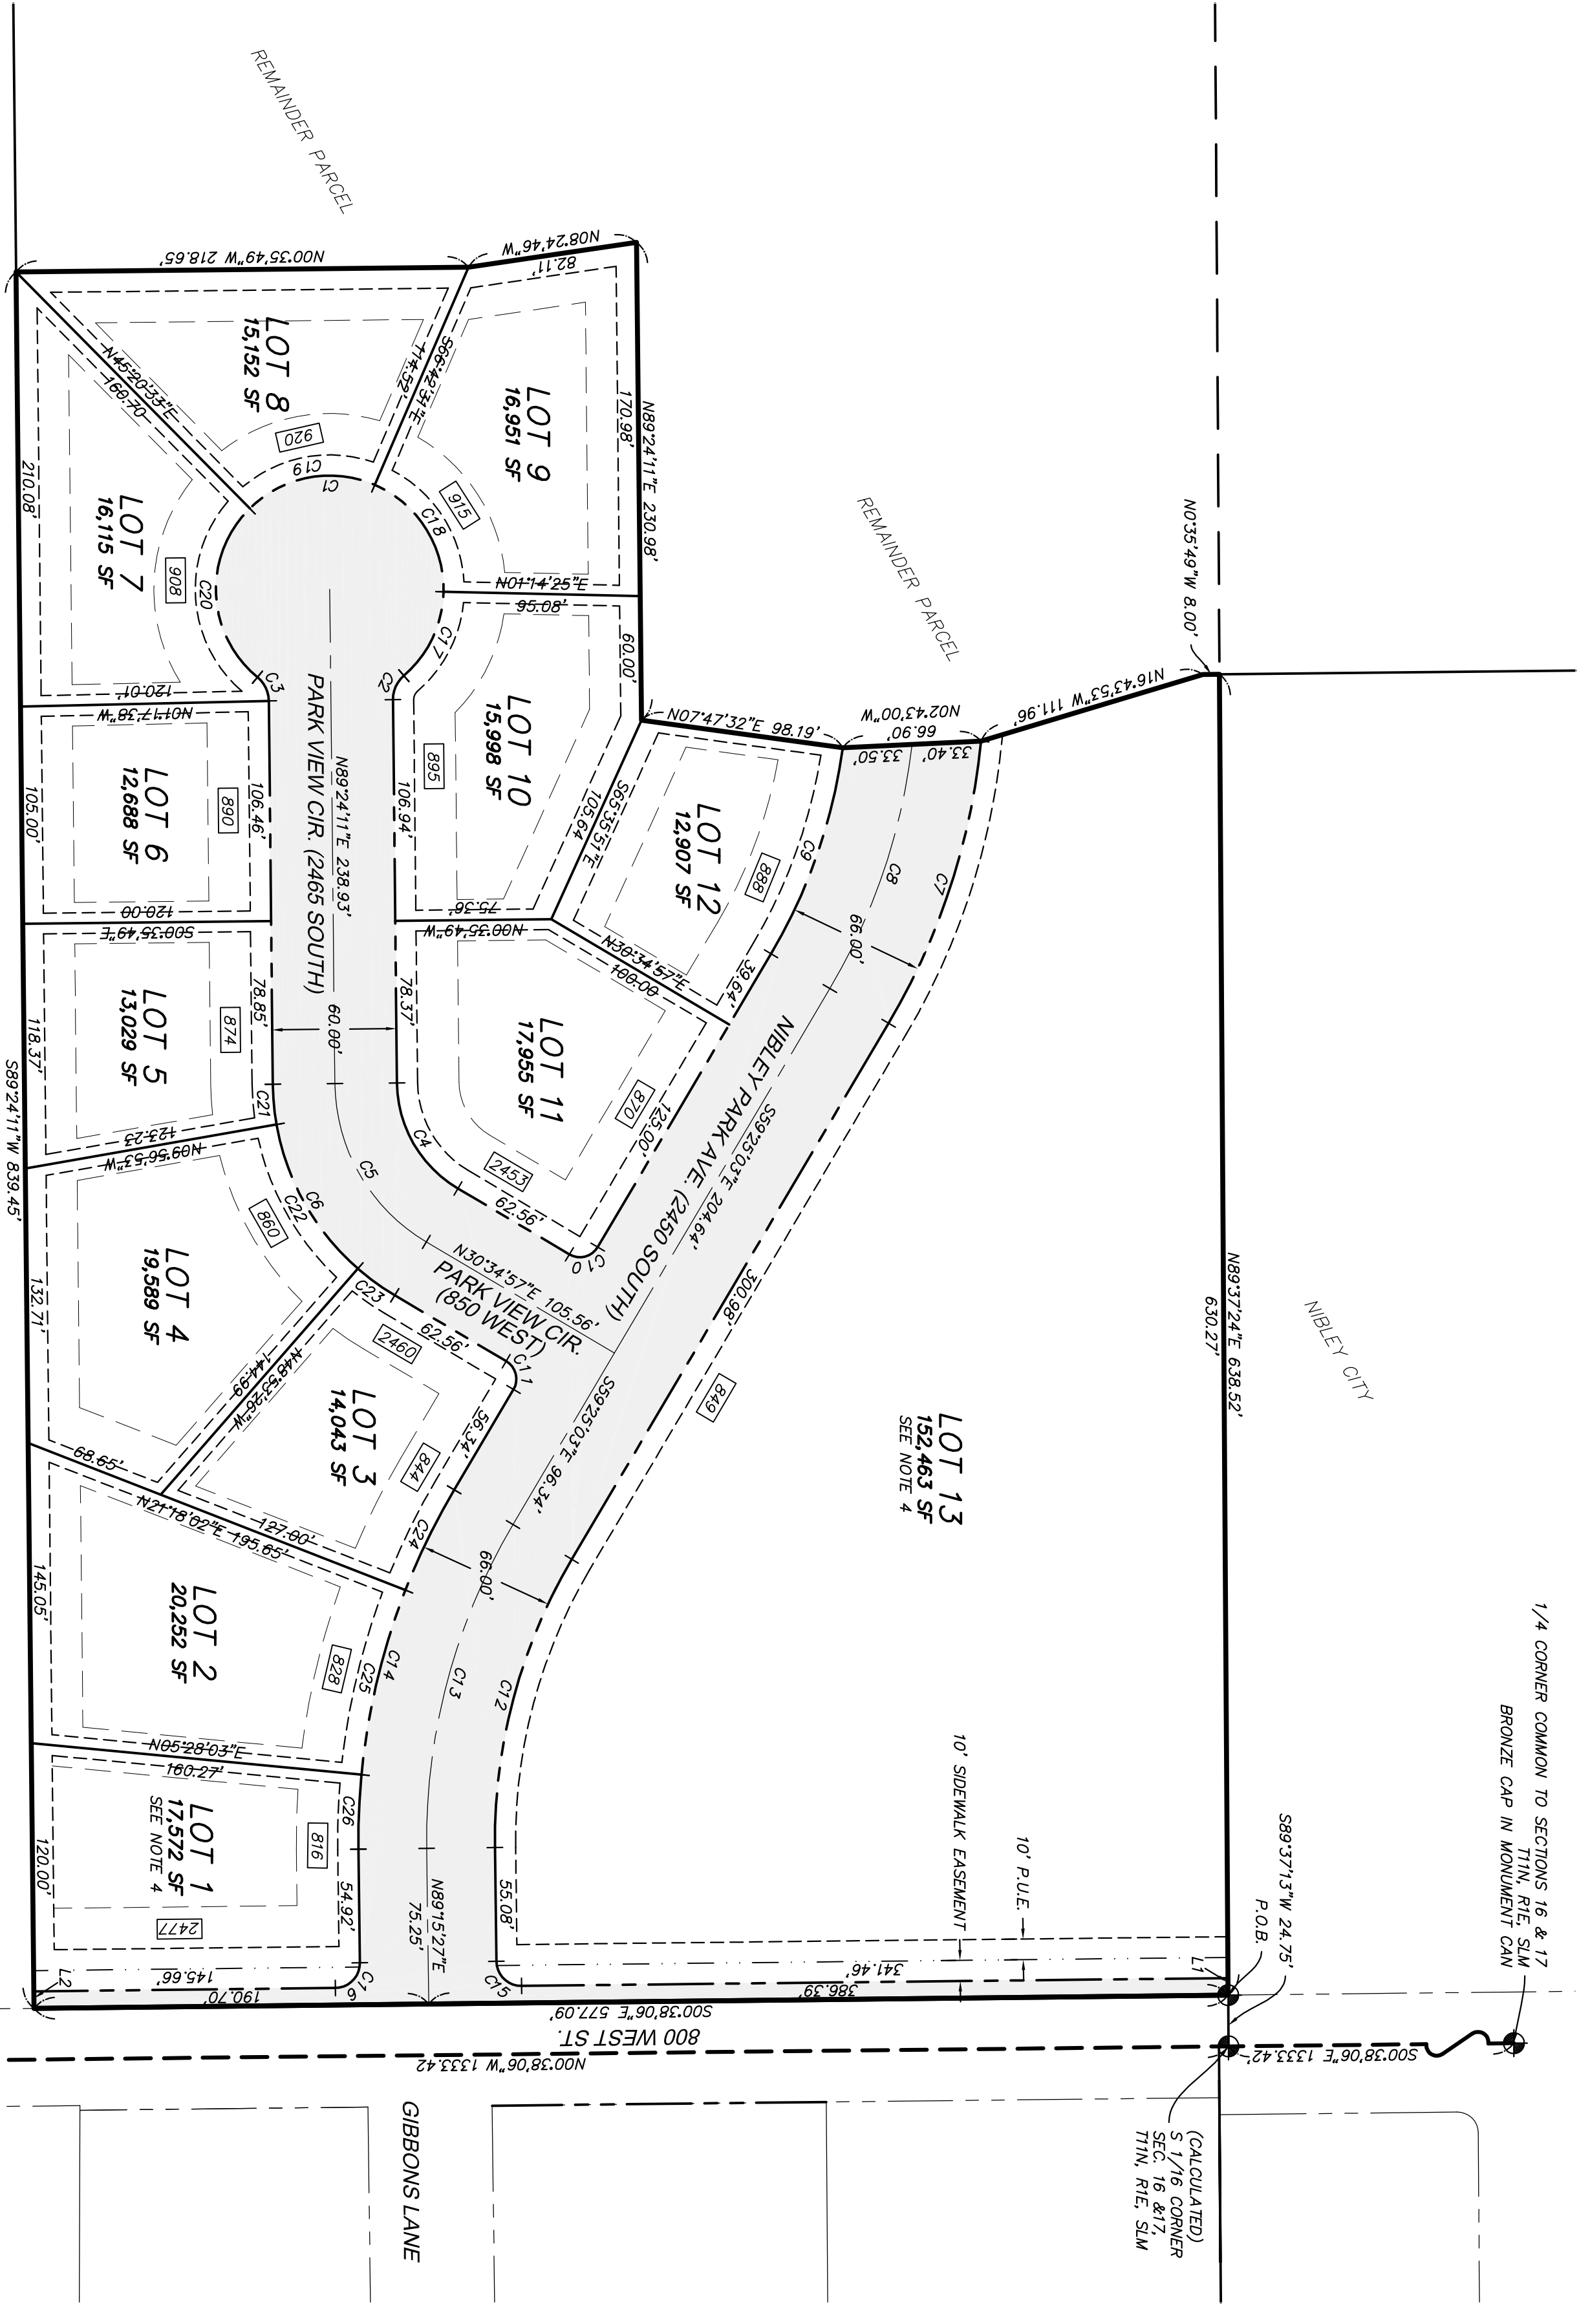 1/4 CORNER COMMON TO SECTIONS 16 & 17
T11N, R1E, SLM
BRONZE CAP IN MONUMENT CAN
S00°38'06"E 1333.42'
(CALCULATED)
S 1/16 CORNER
SEC. 16 &17,
T11N, R1E, SLM
S89°37'13"W 24.75'
P.O.B.
L1
NIBLEY CITY
N89°37'24"E 638.52'
630.27'
N0°35'49"W 8.00'
N16°43'53"W 111.96'
N02°43'00"W
66.90'
33.40'
33.50'
N07°47'32"E 98.19'
REMAINDER PARCEL
10' P.U.E.
10' SIDEWALK EASEMENT
341.46'
386.39'
S00°38'06"E 577.09'
800 WEST ST.
N00°38'06"W 1333.42
GIBBONS LANE
LOT 13
152,463 SF
SEE NOTE 4
849
300.98'
C7
C8
C9
66.00'
NIBLEY PARK AVE. (2450 SOUTH)
S59°25'03"E 204.64'
S59°25'03"E 96.34'
66.00'
C12
C13
C14
55.08'
N89°15'27"E
75.25'
C15
C16
54.92'
LOT 12
12,907 SF
888
39.64'
S65°35'51"E
105.64
N30°34'57"E
100.00
N89°24'11"E 230.98'
170.98'
60.00'
N08°24'46"W
82.11'
LOT 9
16,951 SF
915
C18
N01°14'25"E
95.08'
LOT 10
15,998 SF
895
C17
C2
106.94'
75.36'
N00°35'49"W
LOT 11
17,955 SF
870
125.00'
2453
62.56'
C10
C4
78.37'
S66°42'31"E
114.52'
REMAINDER PARCEL
N00°35'49"W 218.65'
LOT 8
15,152 SF
920
C19
C1
N45°20'33"E
160.70
LOT 7
16,115 SF
908
C20
C3
210.08'
120.01'
N01°17'38"W
PARK VIEW CIR. (2465 SOUTH)
N89°24'11"E 238.93'
60.00'
LOT 6
12,688 SF
890
106.46'
105.00'
120.00
S00°35'49"E
LOT 5
13,029 SF
874
78.85'
118.37'
C21
123.23
N09°56'53"W
S89°24'11"W 839.45'
C5
C6
C22
N30°34'57"E 105.56'
PARK VIEW CIR.
(850 WEST)
LOT 4
19,589 SF
860
132.71'
144.99
N48°53'26"W
C23
2460
62.56'
C11
LOT 3
14,043 SF
844
56.34'
C24
68.65'
127.00'
N21°18'02"E 195.65'
LOT 2
20,252 SF
828
C25
145.05'
N05°28'03"E
160.27'
LOT 1
17,572 SF
SEE NOTE 4
816
C26
2477
120.00'
145.66'
190.70'
L2